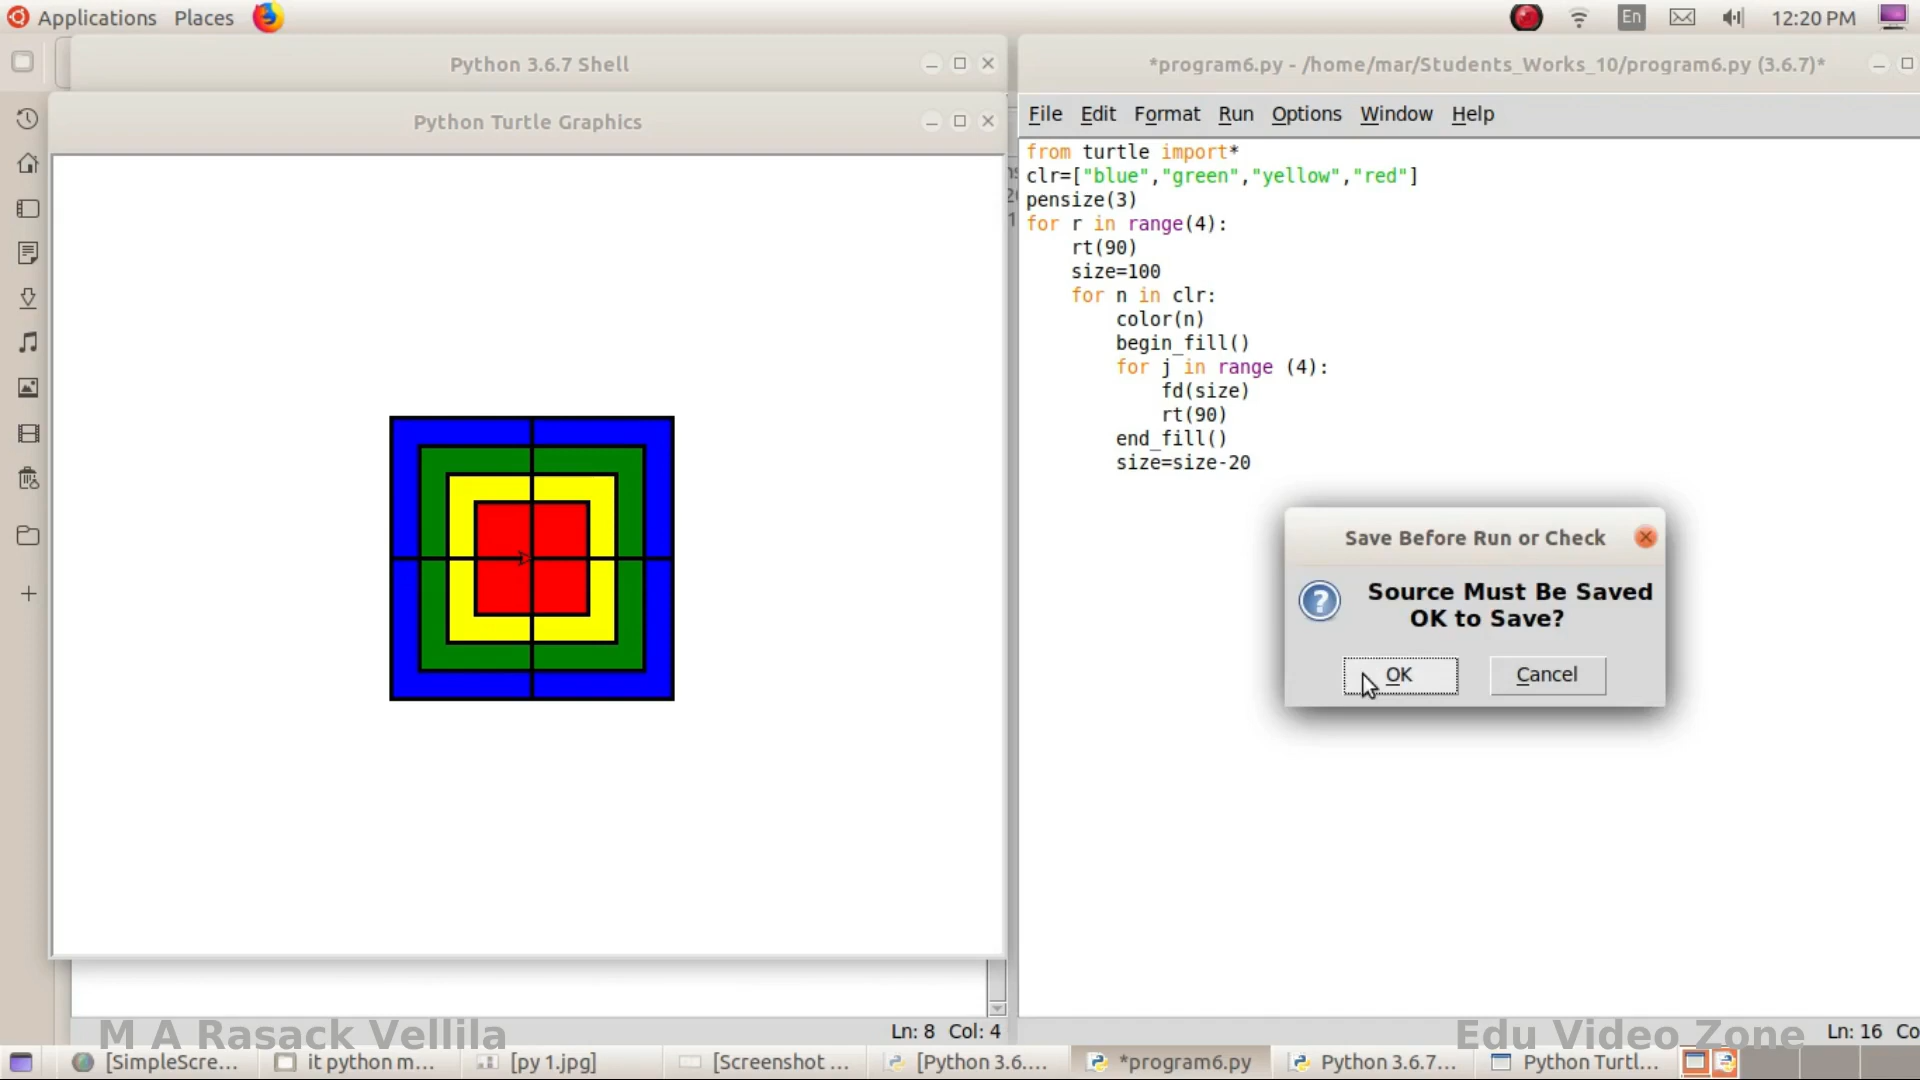 Applications Places
En 12:20 PM
Python 3.6.7 Shell
*program6.py - /home/mar/Students_Works_10/program6.py (3.6.7)*
Python Turtle Graphics
File Edit Format Run Options Window Help
from turtle import*
clr=["blue","green","yellow","red"]
pensize(3)
for r in range(4):
    rt(90)
    size=100
    for n in clr:
        color(n)
        begin_fill()
        for j in range (4):
            fd(size)
            rt(90)
        end_fill()
        size=size-20
Save Before Run or Check
Source Must Be Saved
OK to Save?
OK Cancel
M A Rasack Vellila
Ln: 8 Col: 4
Edu Video Zone
Ln: 16 Co
[SimpleScre... it python m... [py 1.jpg] [Screenshot ... [Python 3.6.... *program6.py Python 3.6.7... Python Turtl...